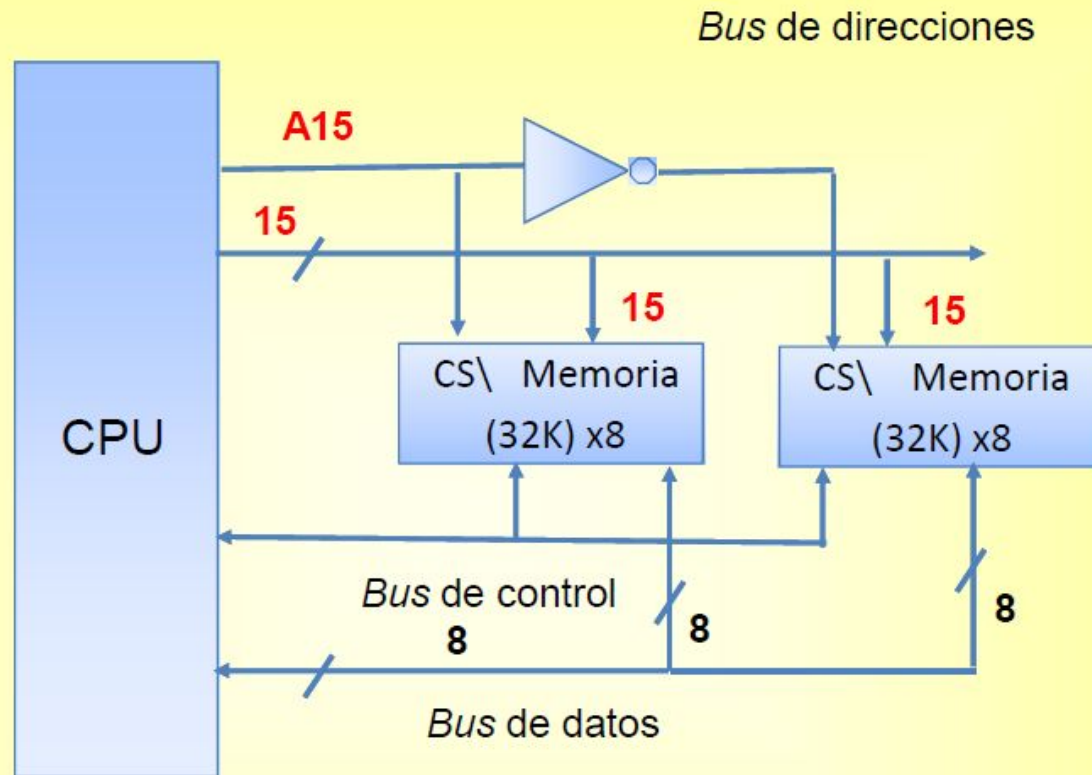 Bus de direcciones
A15
15
15
15
CS\ Memoria
(32K) x8
CS\ Memoria
(32K) x8
CPU
Bus de control
8
8
8
Bus de datos